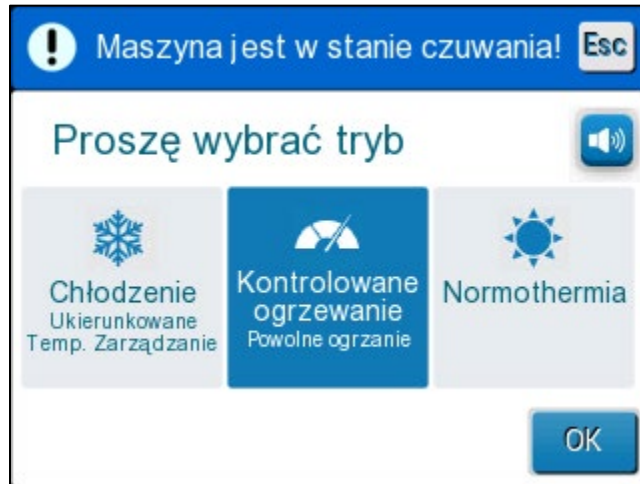 Maszyna jest w stanie czuwania!
Esc
Proszę wybrać tryb
Chłodzenie
Ukierunkowane
Temp. Zarządzanie
Kontrolowane
ogrzewanie
Powolne ogrzanie
Normothermia
OK